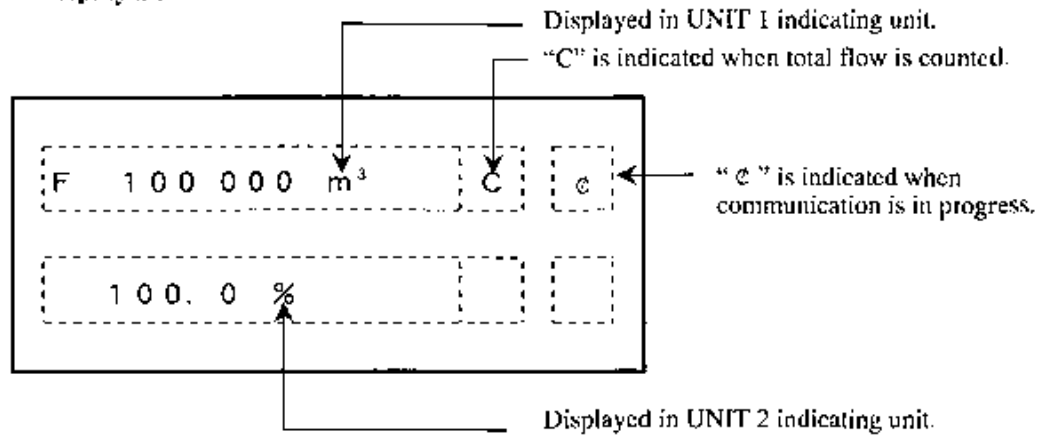 Displayed in UNIT 1 indicating unit.
“C” is indicated when total flow is counted.
F 100 000 m³ C ¢
“ ¢ ” is indicated when
communication is in progress.
100. 0 %
Displayed in UNIT 2 indicating unit.